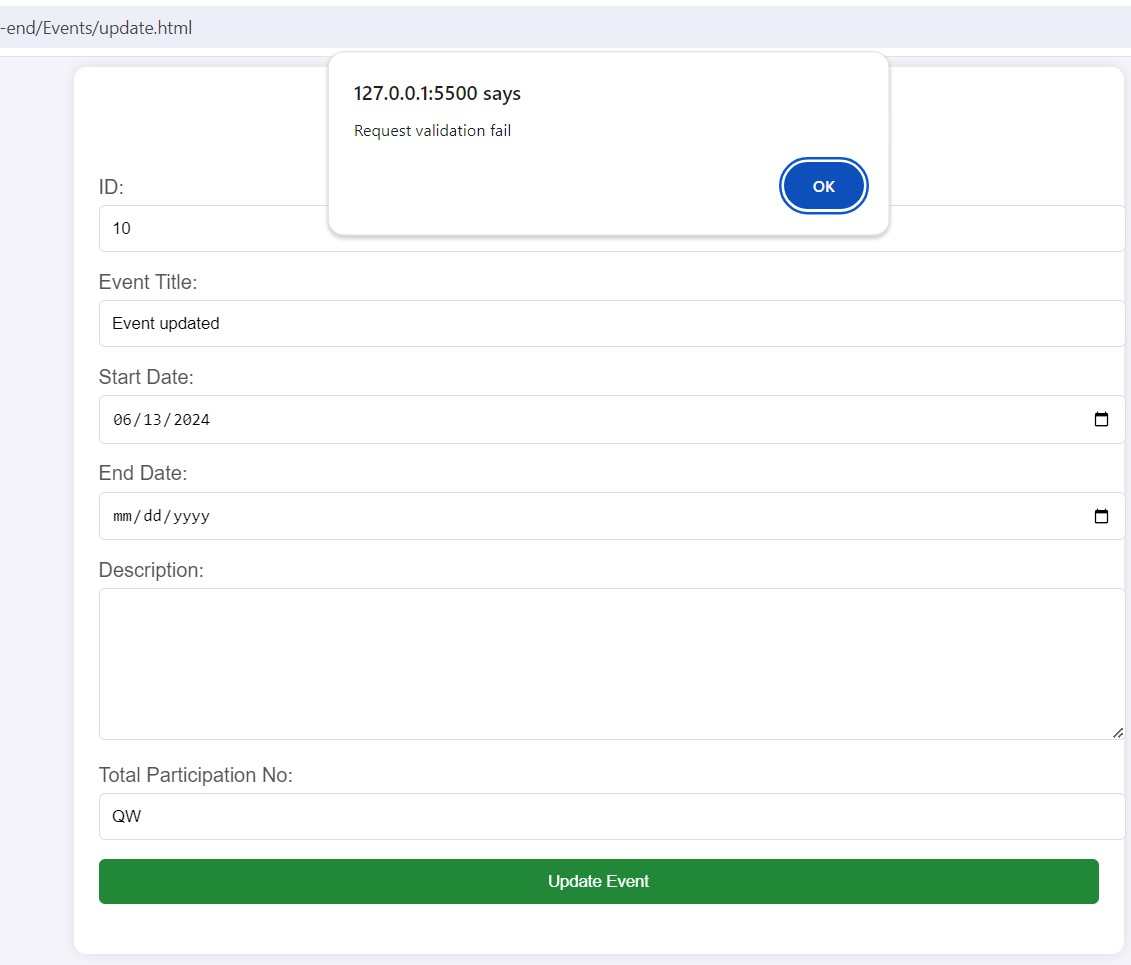 -end/Events/update.html
127.0.0.1:5500 says
Request validation fail
OK
ID:
10
Event Title:
Event updated
Start Date:
06/13/2024
End Date:
mm/dd/yyyy
Description:
Total Participation No:
QW
Update Event